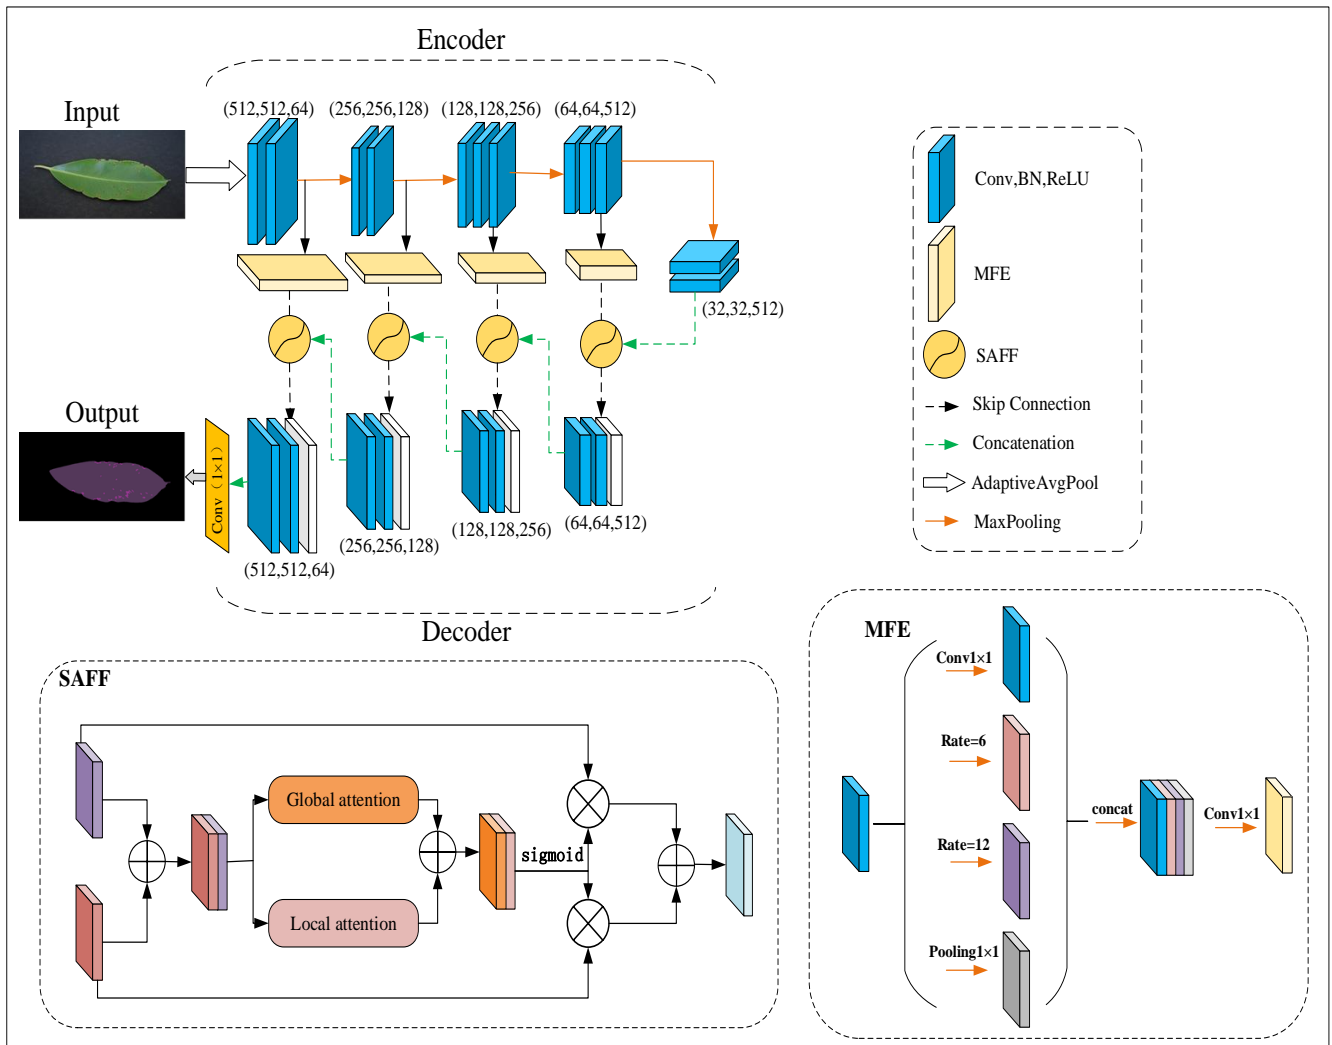 Encoder
Input
(512,512,64)
(256,256,128)
(128,128,256)
(64,64,512)
(32,32,512)
Output
Conv（1×1）
(512,512,64)
(256,256,128)
(128,128,256)
(64,64,512)
Decoder
Conv,BN,ReLU
MFE
SAFF
Skip Connection
Concatenation
AdaptiveAvgPool
MaxPooling
SAFF
Global attention
Local attention
sigmoid
MFE
Conv1×1
Rate=6
Rate=12
Pooling1×1
concat
Conv1×1